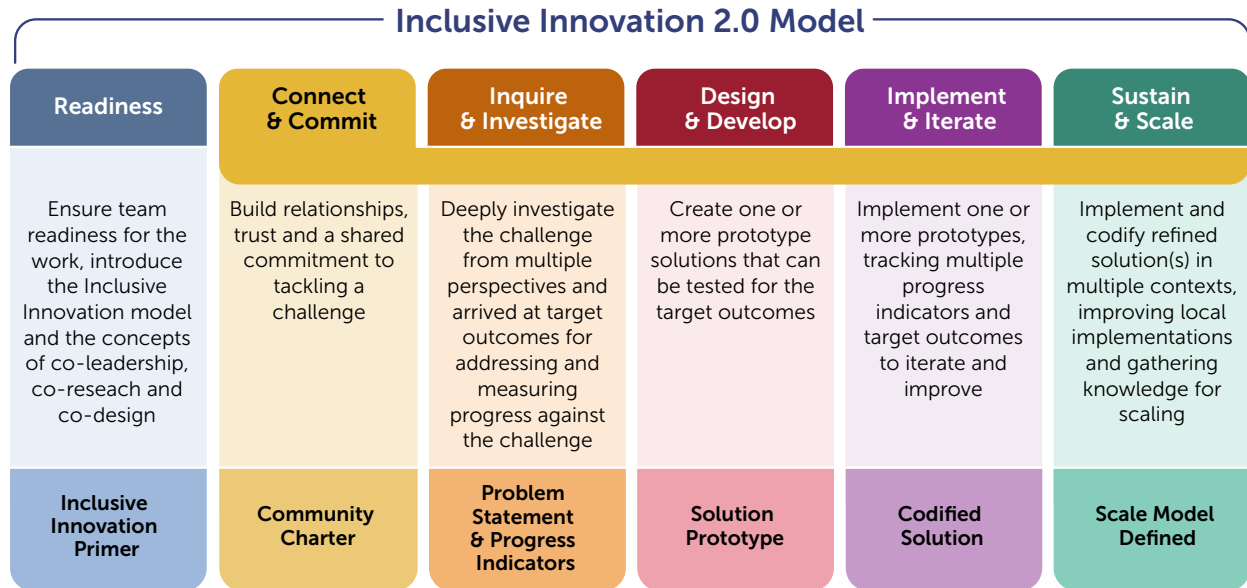 Inclusive Innovation 2.0 Model
Readiness
Ensure team
readiness for the
work, introduce
the Inclusive
Innovation model
and the concepts
of co-leadership,
co-reseach and
co-design
Inclusive
Innovation
Primer
Connect
& Commit
Build relationships,
trust and a shared
commitment to
tackling a
challenge
Community
Charter
Inquire
& Investigate
Deeply investigate
the challenge
from multiple
perspectives and
arrived at target
outcomes for
addressing and
measuring
progress against
the challenge
Problem
Statement
& Progress
Indicators
Design
& Develop
Create one or
more prototype
solutions that can
be tested for the
target outcomes
Solution
Prototype
Implement
& Iterate
Implement one or
more prototypes,
tracking multiple
progress
indicators and
target outcomes
to iterate and
improve
Codified
Solution
Sustain
& Scale
Implement and
codify refined
solution(s) in
multiple contexts,
improving local
implementations
and gathering
knowledge for
scaling
Scale Model
Defined